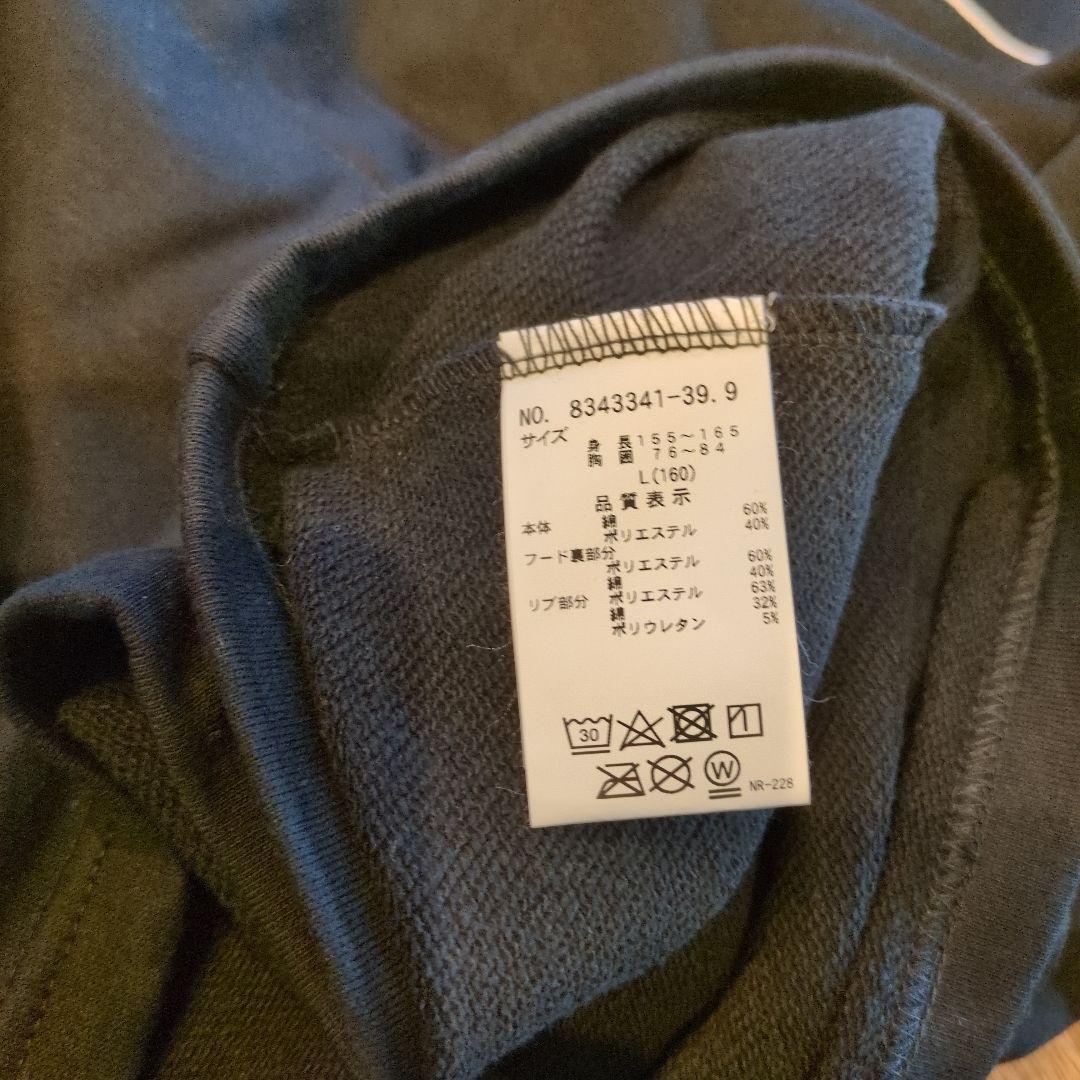 NO. 8343341-39.9
サイズ 身長155～165
胸囲 76～84
L(160)
品質表示
本体 綿 60%
ポリエステル 40%
フード裏部分 ポリエステル 60%
綿 40%
リブ部分 ポリエステル 63%
綿 32%
ポリウレタン 5%
30
W NR-228